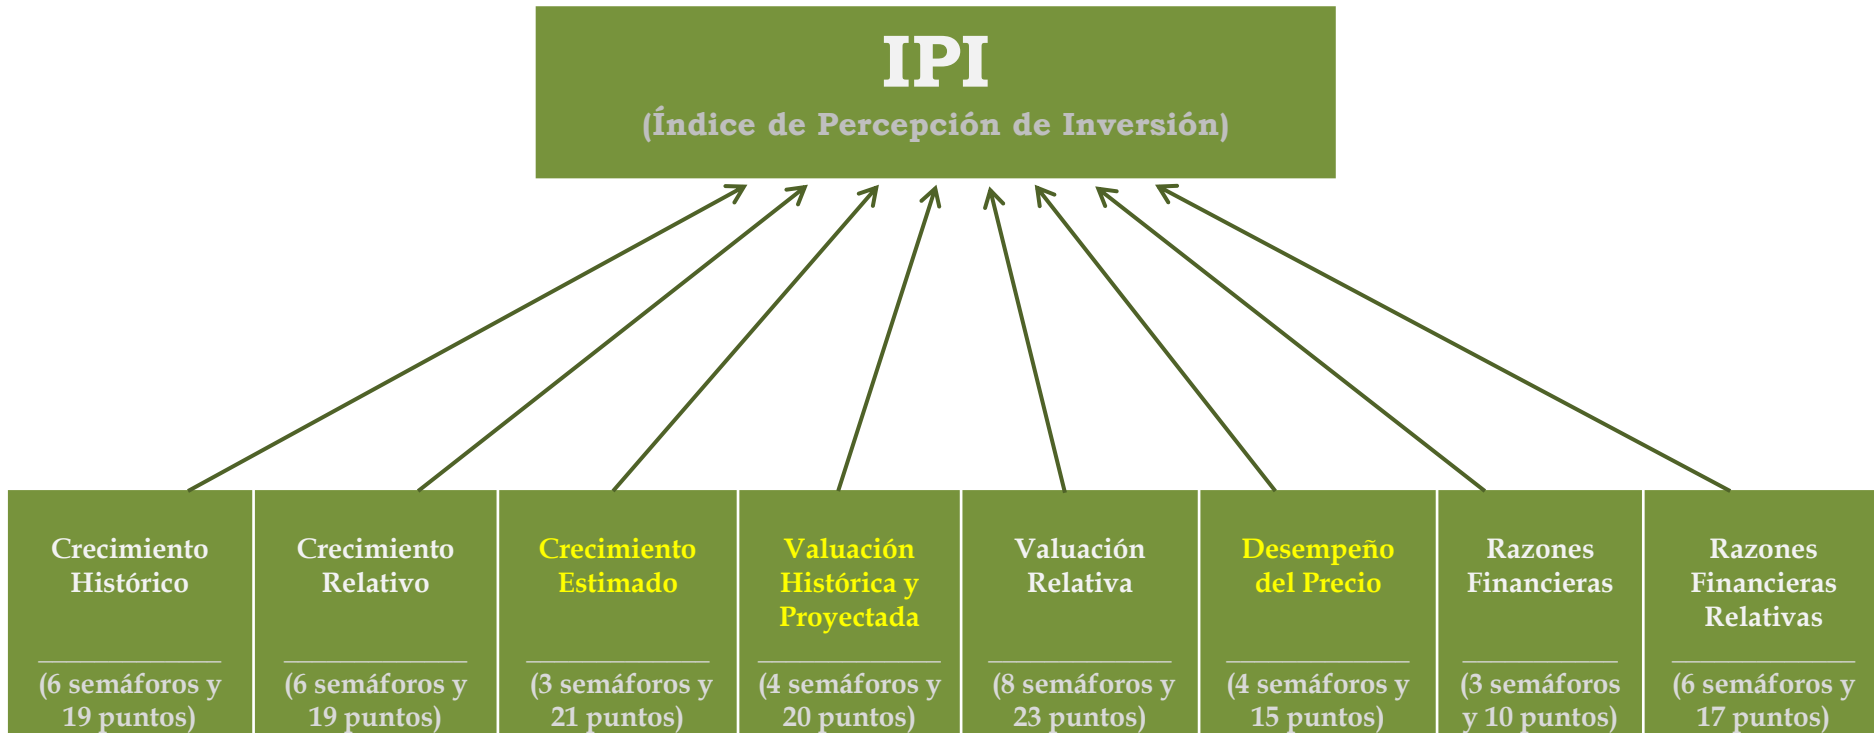 IPI
(Índice de Percepción de Inversión)
Crecimiento
Histórico
(6 semáforos y
19 puntos)
Crecimiento
Relativo
(6 semáforos y
19 puntos)
Crecimiento
Estimado
(3 semáforos y
21 puntos)
Valuación
Histórica y
Proyectada
(4 semáforos y
20 puntos)
Valuación
Relativa
(8 semáforos y
23 puntos)
Desempeño
del Precio
(4 semáforos y
15 puntos)
Razones
Financieras
(3 semáforos
y 10 puntos)
Razones
Financieras
Relativas
(6 semáforos y
17 puntos)